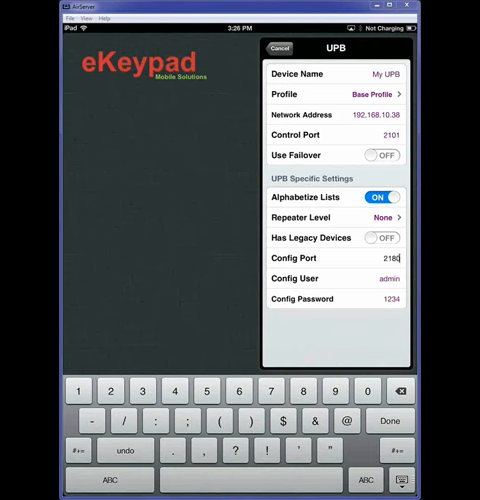 AirServer
File View Help
iPad 3:26 PM Not Charging
eKeypad
Mobile Solutions
Cancel UPB
Device Name My UPB
Profile Base Profile >
Network Address 192.168.10.38
Control Port 2101
Use Failover OFF
UPB Specific Settings
Alphabetize Lists ON
Repeater Level None >
Has Legacy Devices OFF
Config Port 2180
Config User admin
Config Password 1234
1 2 3 4 5 6 7 8 9 0
- / : ; ( ) $ & @ Done
#+= undo . , ? ! ' " #+=
ABC ABC